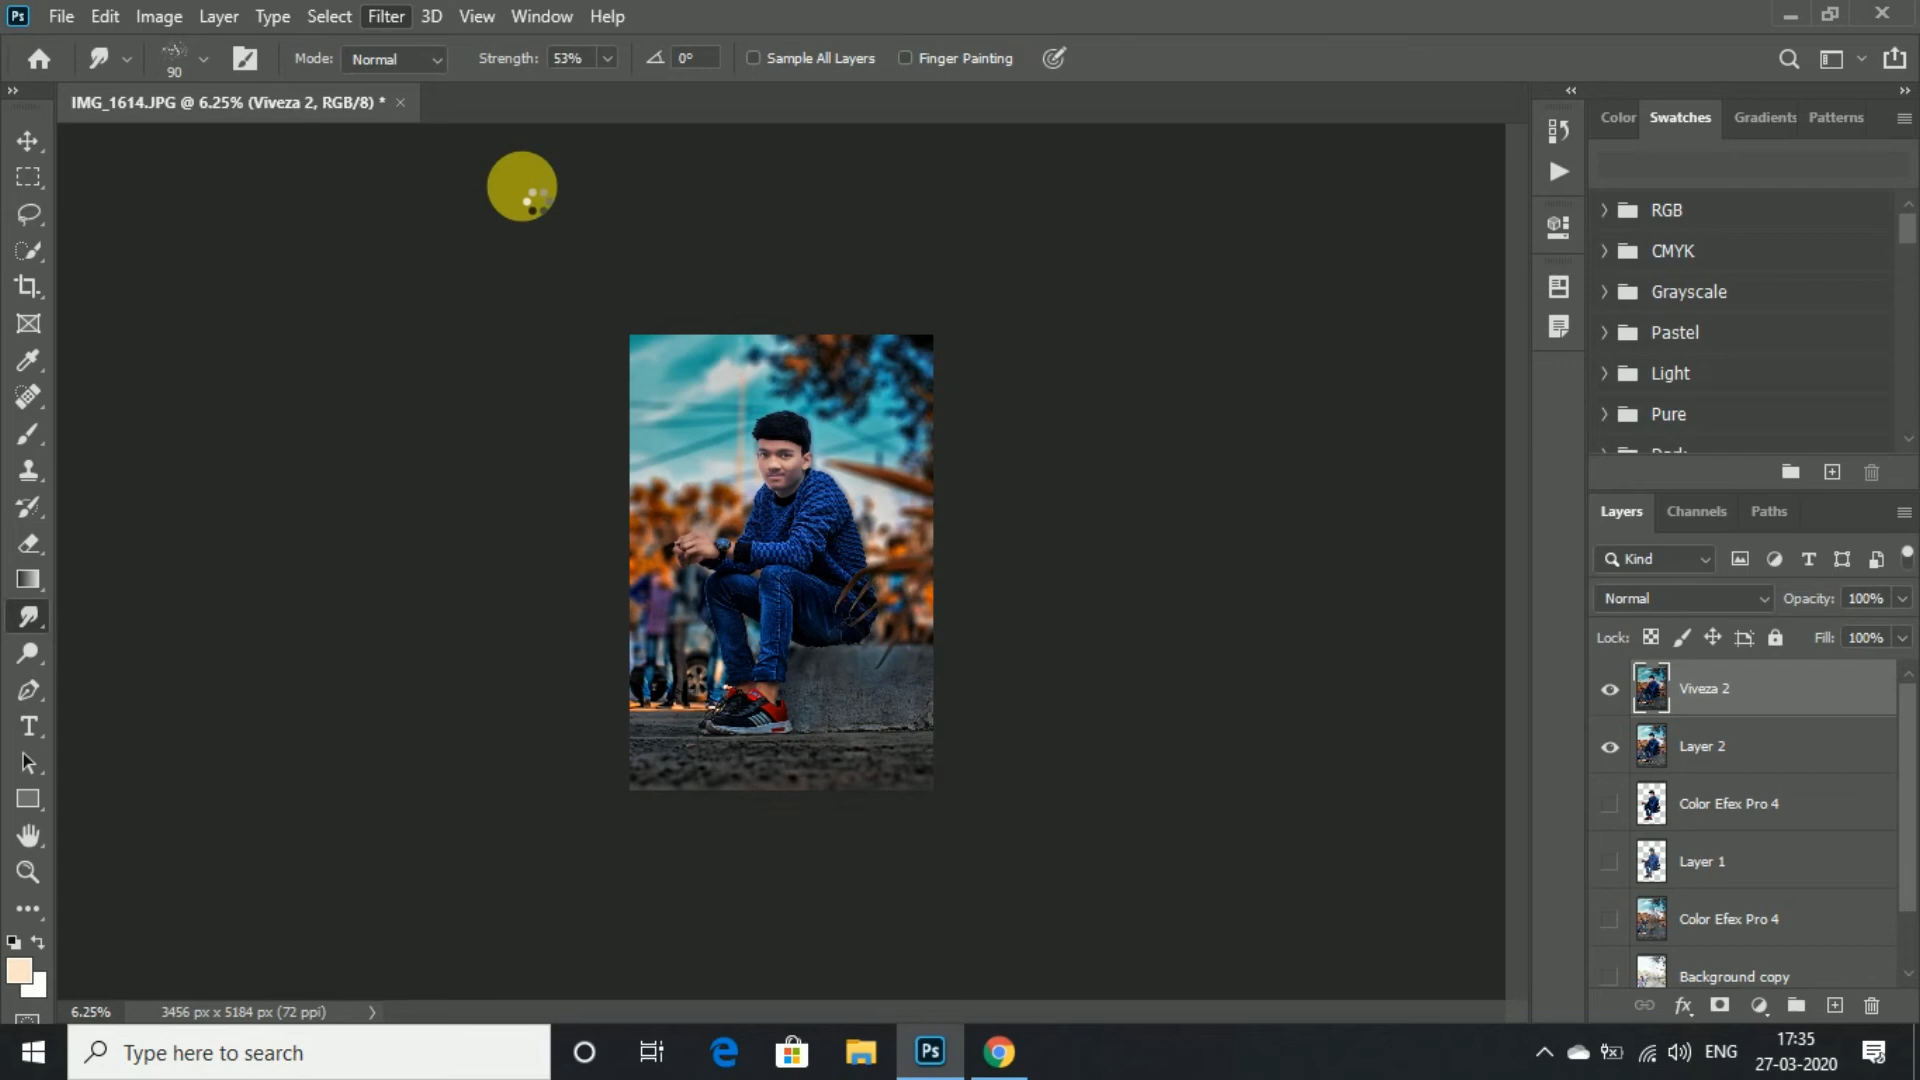 Ps File Edit Image Layer Type Select Filter 3D View Window Help
90 Mode: Normal Strength: 53% 0° Sample All Layers Finger Painting
IMG_1614.JPG @ 6.25% (Viveza 2, RGB/8) * ×
Color Swatches Gradients Patterns
RGB
CMYK
Grayscale
Pastel
Light
Pure
Layers Channels Paths
Kind
Normal Opacity: 100%
Lock: Fill: 100%
Viveza 2
Layer 2
Color Efex Pro 4
Layer 1
Color Efex Pro 4
Background copy
6.25% 3456 px x 5184 px (72 ppi)
Type here to search
Ps
ENG
17:35
27-03-2020